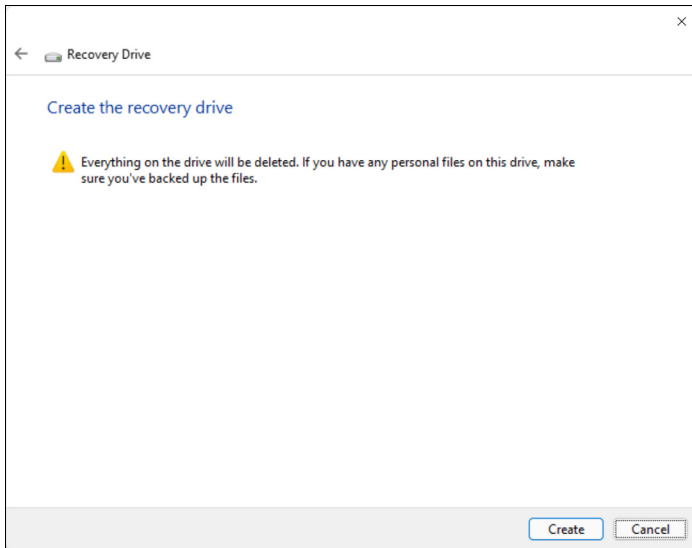 Recovery Drive
Create the recovery drive
Everything on the drive will be deleted. If you have any personal files on this drive, make
sure you've backed up the files.
Create
Cancel